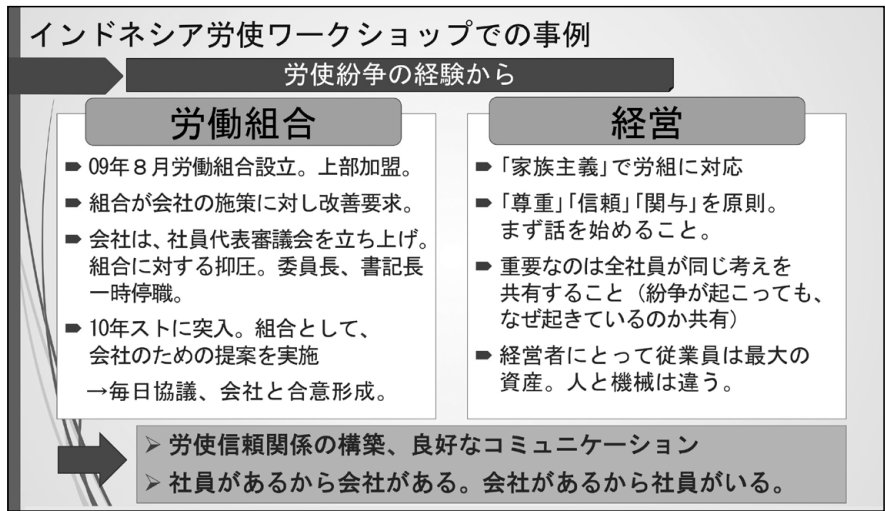 インドネシア労使ワークショップでの事例
労使紛争の経験から
労働組合
09年８月労働組合設立。上部加盟。
組合が会社の施策に対し改善要求。
会社は、社員代表審議会を立ち上げ。
組合に対する抑圧。委員長、書記長
一時停職。
10年ストに突入。組合として、
会社のための提案を実施
→毎日協議、会社と合意形成。
経営
「家族主義」で労組に対応
「尊重」「信頼」「関与」を原則。
まず話を始めること。
重要なのは全社員が同じ考えを
共有すること（紛争が起こっても、
なぜ起きているのか共有）
経営者にとって従業員は最大の
資産。人と機械は違う。
労使信頼関係の構築、良好なコミュニケーション
社員があるから会社がある。会社があるから社員がいる。